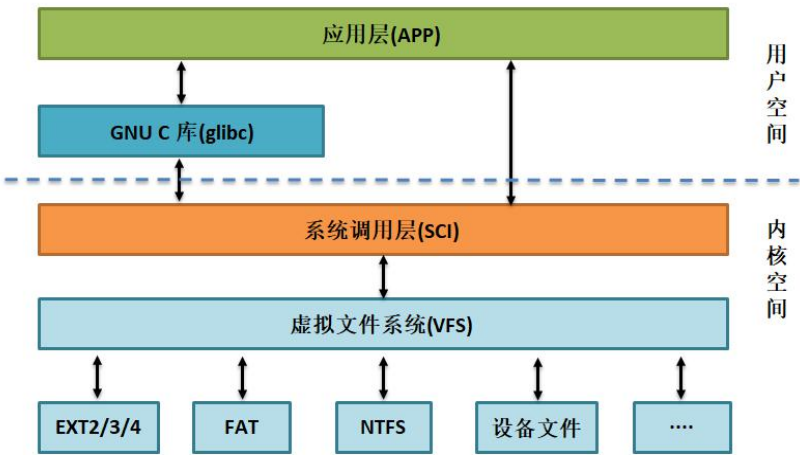 应用层(APP)
用户空间
GNU C 库(glibc)
系统调用层(SCI)
内核空间
虚拟文件系统(VFS)
EXT2/3/4
FAT
NTFS
设备文件
····